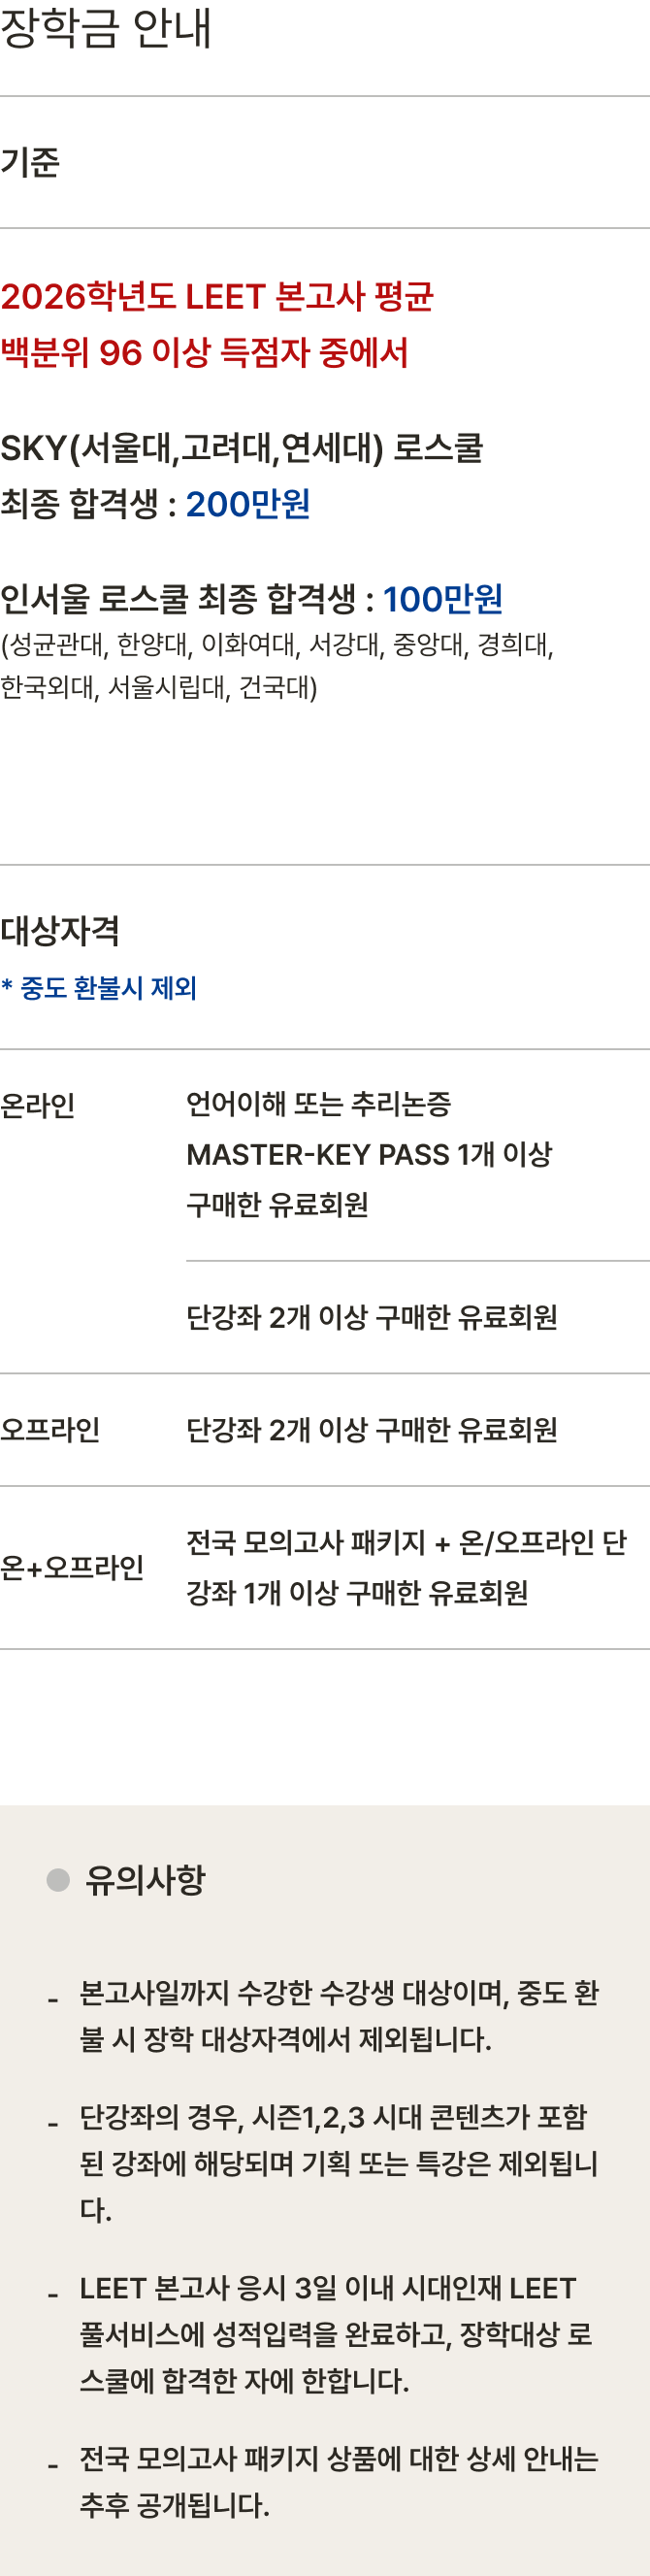 장학금 안내
기준
2026학년도 LEET 본고사 평균
백분위 96 이상 득점자 중에서
SKY(서울대,고려대,연세대) 로스쿨
최종 합격생 : 200만원
인서울 로스쿨 최종 합격생 : 100만원
(성균관대, 한양대, 이화여대, 서강대, 중앙대, 경희대,
한국외대, 서울시립대, 건국대)
대상자격
* 중도 환불시 제외
온라인
언어이해 또는 추리논증
MASTER-KEY PASS 1개 이상
구매한 유료회원
단강좌 2개 이상 구매한 유료회원
오프라인
단강좌 2개 이상 구매한 유료회원
온+오프라인
전국 모의고사 패키지 + 온/오프라인 단
강좌 1개 이상 구매한 유료회원
유의사항
- 본고사일까지 수강한 수강생 대상이며, 중도 환
불 시 장학 대상자격에서 제외됩니다.
- 단강좌의 경우, 시즌1,2,3 시대 콘텐츠가 포함
된 강좌에 해당되며 기획 또는 특강은 제외됩니
다.
- LEET 본고사 응시 3일 이내 시대인재 LEET
풀서비스에 성적입력을 완료하고, 장학대상 로
스쿨에 합격한 자에 한합니다.
- 전국 모의고사 패키지 상품에 대한 상세 안내는
추후 공개됩니다.